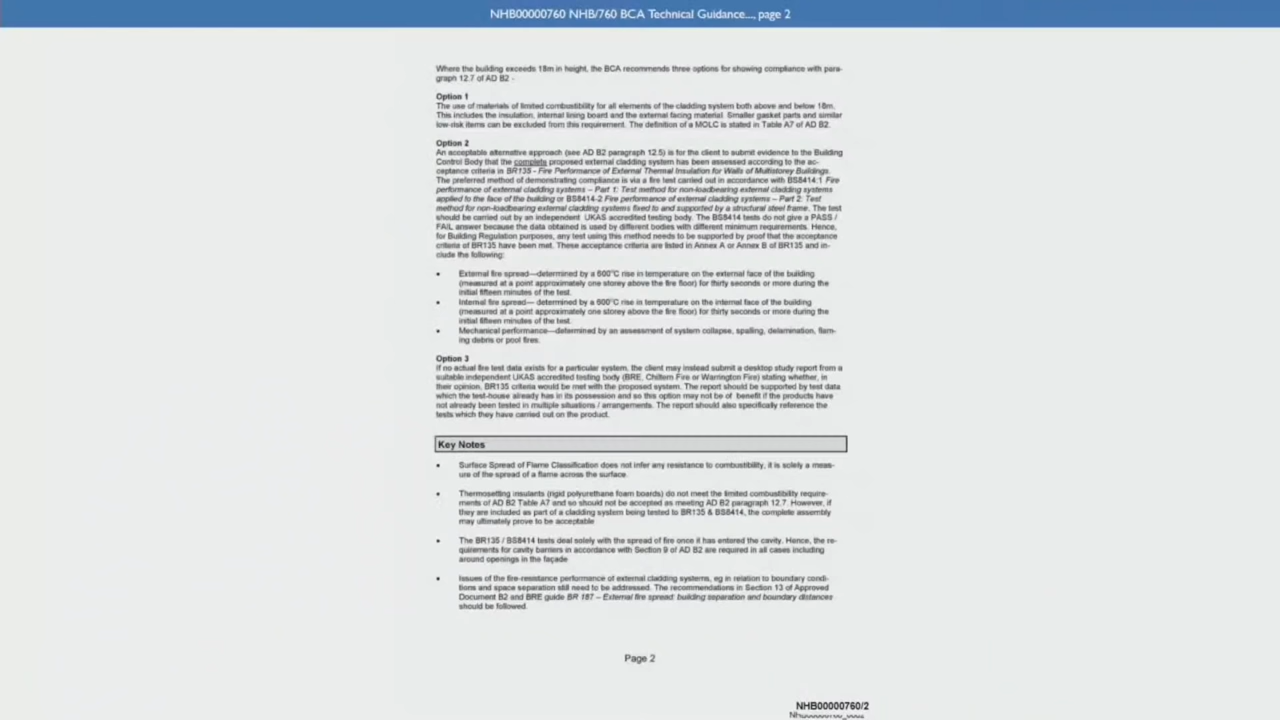 NHB00000760 NHB/760 BCA Technical Guidance..., page 2
Where the building exceeds 18m in height, the BCA recommends three options for showing compliance with para-
graph 12.7 of AD B2 -
Option 1
The use of materials of limited combustibility for all elements of the cladding system both above and below 18m.
This includes the insulation, internal lining board and the external facing material. Smaller gasket parts and similar
low-risk items can be excluded from this requirement. The definition of a MOLC is stated in Table A7 of AD B2.
Option 2
An acceptable alternative approach (see AD B2 paragraph 12.5) is for the client to submit evidence to the Building
Control Body that the complete proposed external cladding system has been assessed according to the ac-
ceptance criteria in BR135 - Fire Performance of External Thermal Insulation for Walls of Multistorey Buildings.
The preferred method of demonstrating compliance is via a fire test carried out in accordance with BS8414:1 Fire
performance of external cladding systems – Part 1: Test method for non-loadbearing external cladding systems
applied to the face of the building or BS8414-2 Fire performance of external cladding systems – Part 2: Test
method for non-loadbearing external cladding systems fixed to and supported by a structural steel frame. The test
should be carried out by an independent UKAS accredited testing body. The BS8414 tests do not give a PASS /
FAIL answer because the data obtained is used by different bodies with different minimum requirements. Hence,
for Building Regulation purposes, any test using this method needs to be supported by proof that the acceptance
criteria of BR135 have been met. These acceptance criteria are listed in Annex A or Annex B of BR135 and in-
clude the following:
• External fire spread—determined by a 600°C rise in temperature on the external face of the building
(measured at a point approximately one storey above the fire floor) for thirty seconds or more during the
initial fifteen minutes of the test.
• Internal fire spread— determined by a 600°C rise in temperature on the internal face of the building
(measured at a point approximately one storey above the fire floor) for thirty seconds or more during the
initial fifteen minutes of the test.
• Mechanical performance—determined by an assessment of system collapse, spalling, delamination, flam-
ing debris or pool fires.
Option 3
If no actual fire test data exists for a particular system, the client may instead submit a desktop study report from a
suitable independent UKAS accredited testing body (BRE, Chiltern Fire or Warrington Fire) stating whether, in
their opinion, BR135 criteria would be met with the proposed system. The report should be supported by test data
which the test-house already has in its possession and so this option may not be of benefit if the products have
not already been tested in multiple situations / arrangements. The report should also specifically reference the
tests which they have carried out on the product.
Key Notes
• Surface Spread of Flame Classification does not infer any resistance to combustibility, it is solely a meas-
ure of the spread of a flame across the surface.
• Thermosetting insulants (rigid polyurethane foam boards) do not meet the limited combustibility require-
ments of AD B2 Table A7 and so should not be accepted as meeting AD B2 paragraph 12.7. However, if
they are included as part of a cladding system being tested to BR135 & BS8414, the complete assembly
may ultimately prove to be acceptable
• The BR135 / BS8414 tests deal solely with the spread of fire once it has entered the cavity. Hence, the re-
quirements for cavity barriers in accordance with Section 9 of AD B2 are required in all cases including
around openings in the façade
• Issues of the fire-resistance performance of external cladding systems, eg in relation to boundary condi-
tions and space separation still need to be addressed. The recommendations in Section 13 of Approved
Document B2 and BRE guide BR 187 – External fire spread: building separation and boundary distances
should be followed.
Page 2
NHB00000760/2
NHB00000760_0002